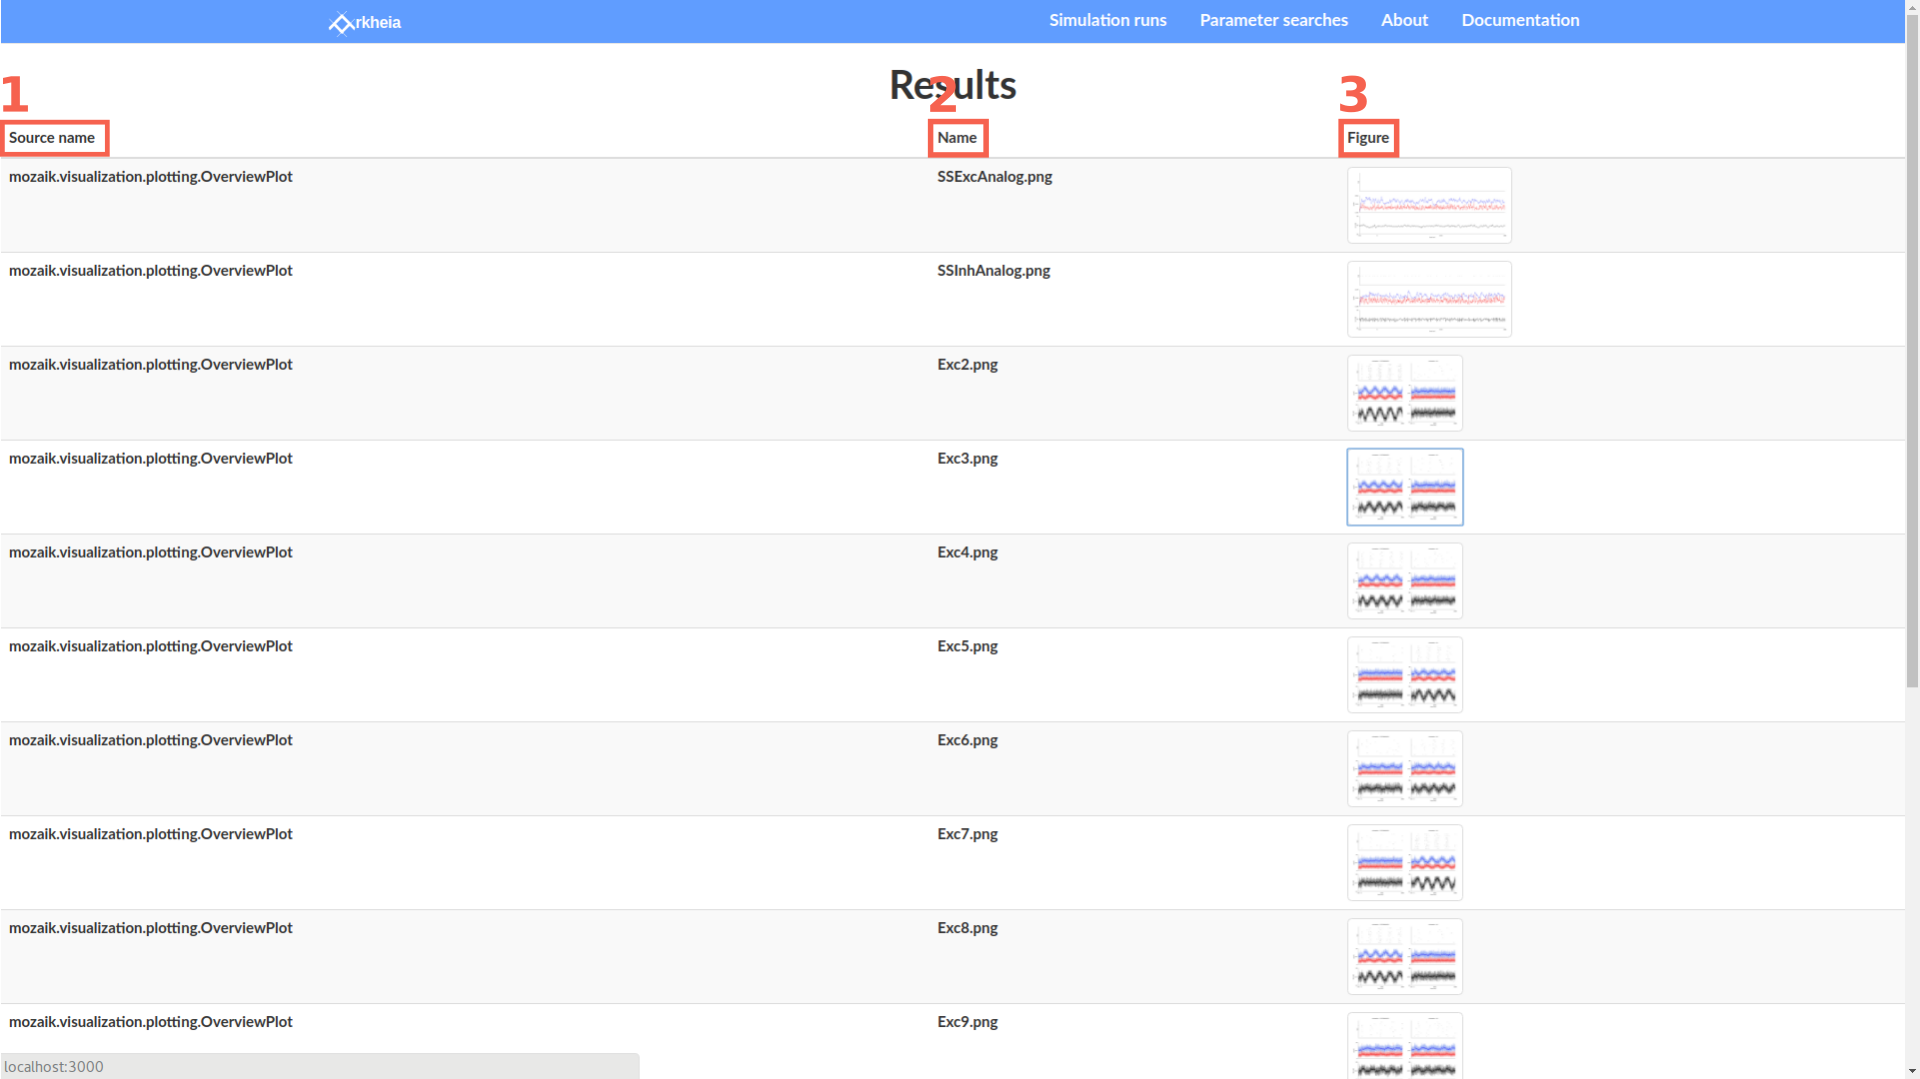 rkheia Simulation runs Parameter searches About Documentation
Results
1 2 3
Source name Name Figure
mozaik.visualization.plotting.OverviewPlot SSExcAnalog.png
mozaik.visualization.plotting.OverviewPlot SSInhAnalog.png
mozaik.visualization.plotting.OverviewPlot Exc2.png
mozaik.visualization.plotting.OverviewPlot Exc3.png
mozaik.visualization.plotting.OverviewPlot Exc4.png
mozaik.visualization.plotting.OverviewPlot Exc5.png
mozaik.visualization.plotting.OverviewPlot Exc6.png
mozaik.visualization.plotting.OverviewPlot Exc7.png
mozaik.visualization.plotting.OverviewPlot Exc8.png
mozaik.visualization.plotting.OverviewPlot Exc9.png
localhost:3000